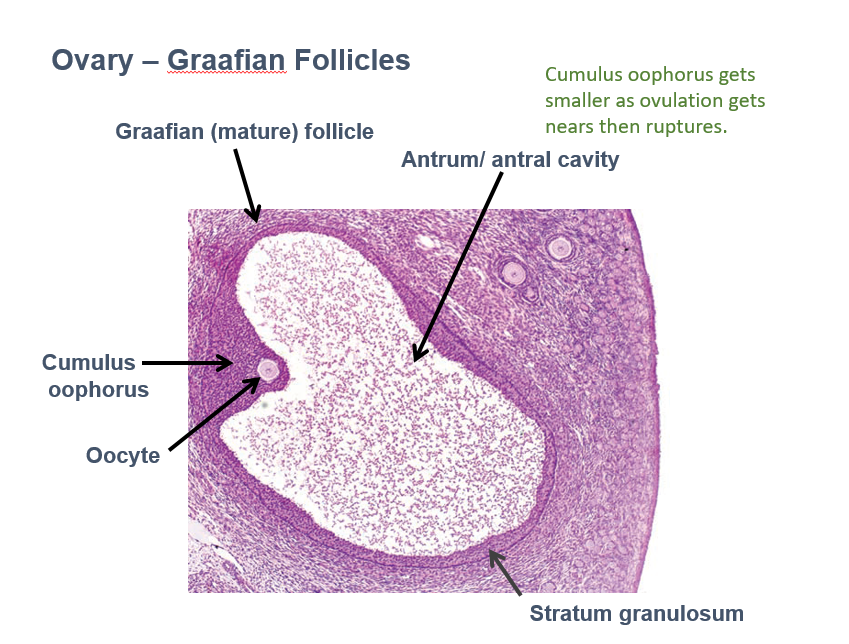 Ovary – Graafian Follicles
Cumulus oophorus gets
smaller as ovulation gets
nears then ruptures.
Graafian (mature) follicle
Antrum/ antral cavity
Cumulus
oophorus
Oocyte
Stratum granulosum